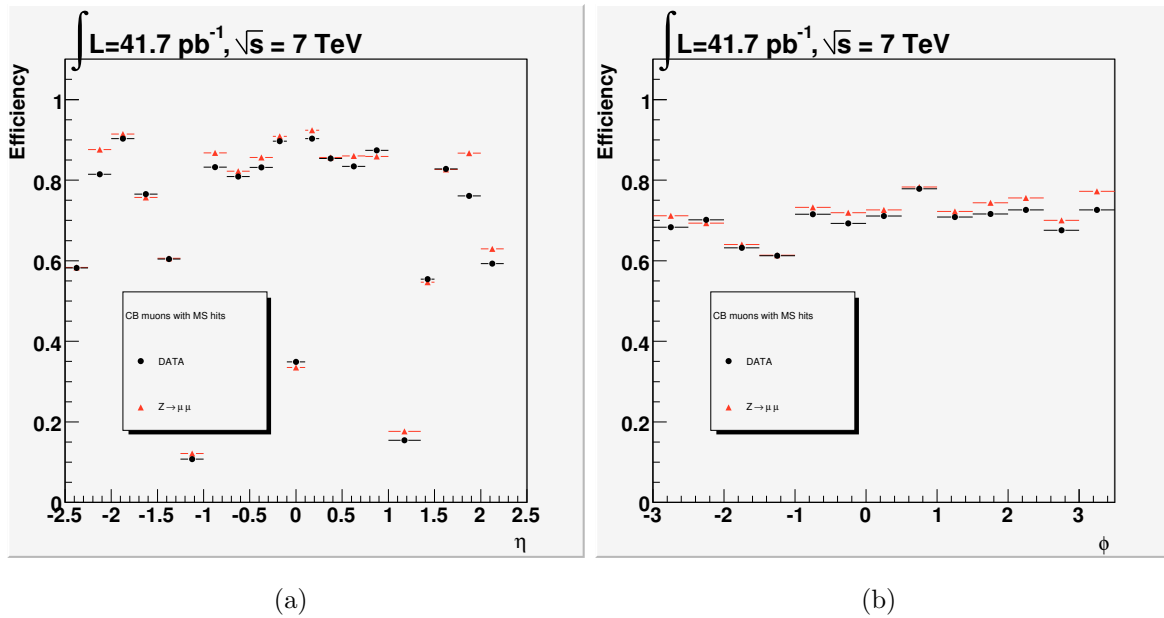 ∫L=41.7 pb⁻¹, √s = 7 TeV
Efficiency
1
0.8
0.6
0.4
0.2
0
CB muons with MS hits
DATA
Z→μμ
-2.5 -2 -1.5 -1 -0.5 0 0.5 1 1.5 2 2.5
η
(a)
∫L=41.7 pb⁻¹, √s = 7 TeV
Efficiency
1
0.8
0.6
0.4
0.2
0
CB muons with MS hits
DATA
Z→μμ
-3 -2 -1 0 1 2 3
ϕ
(b)